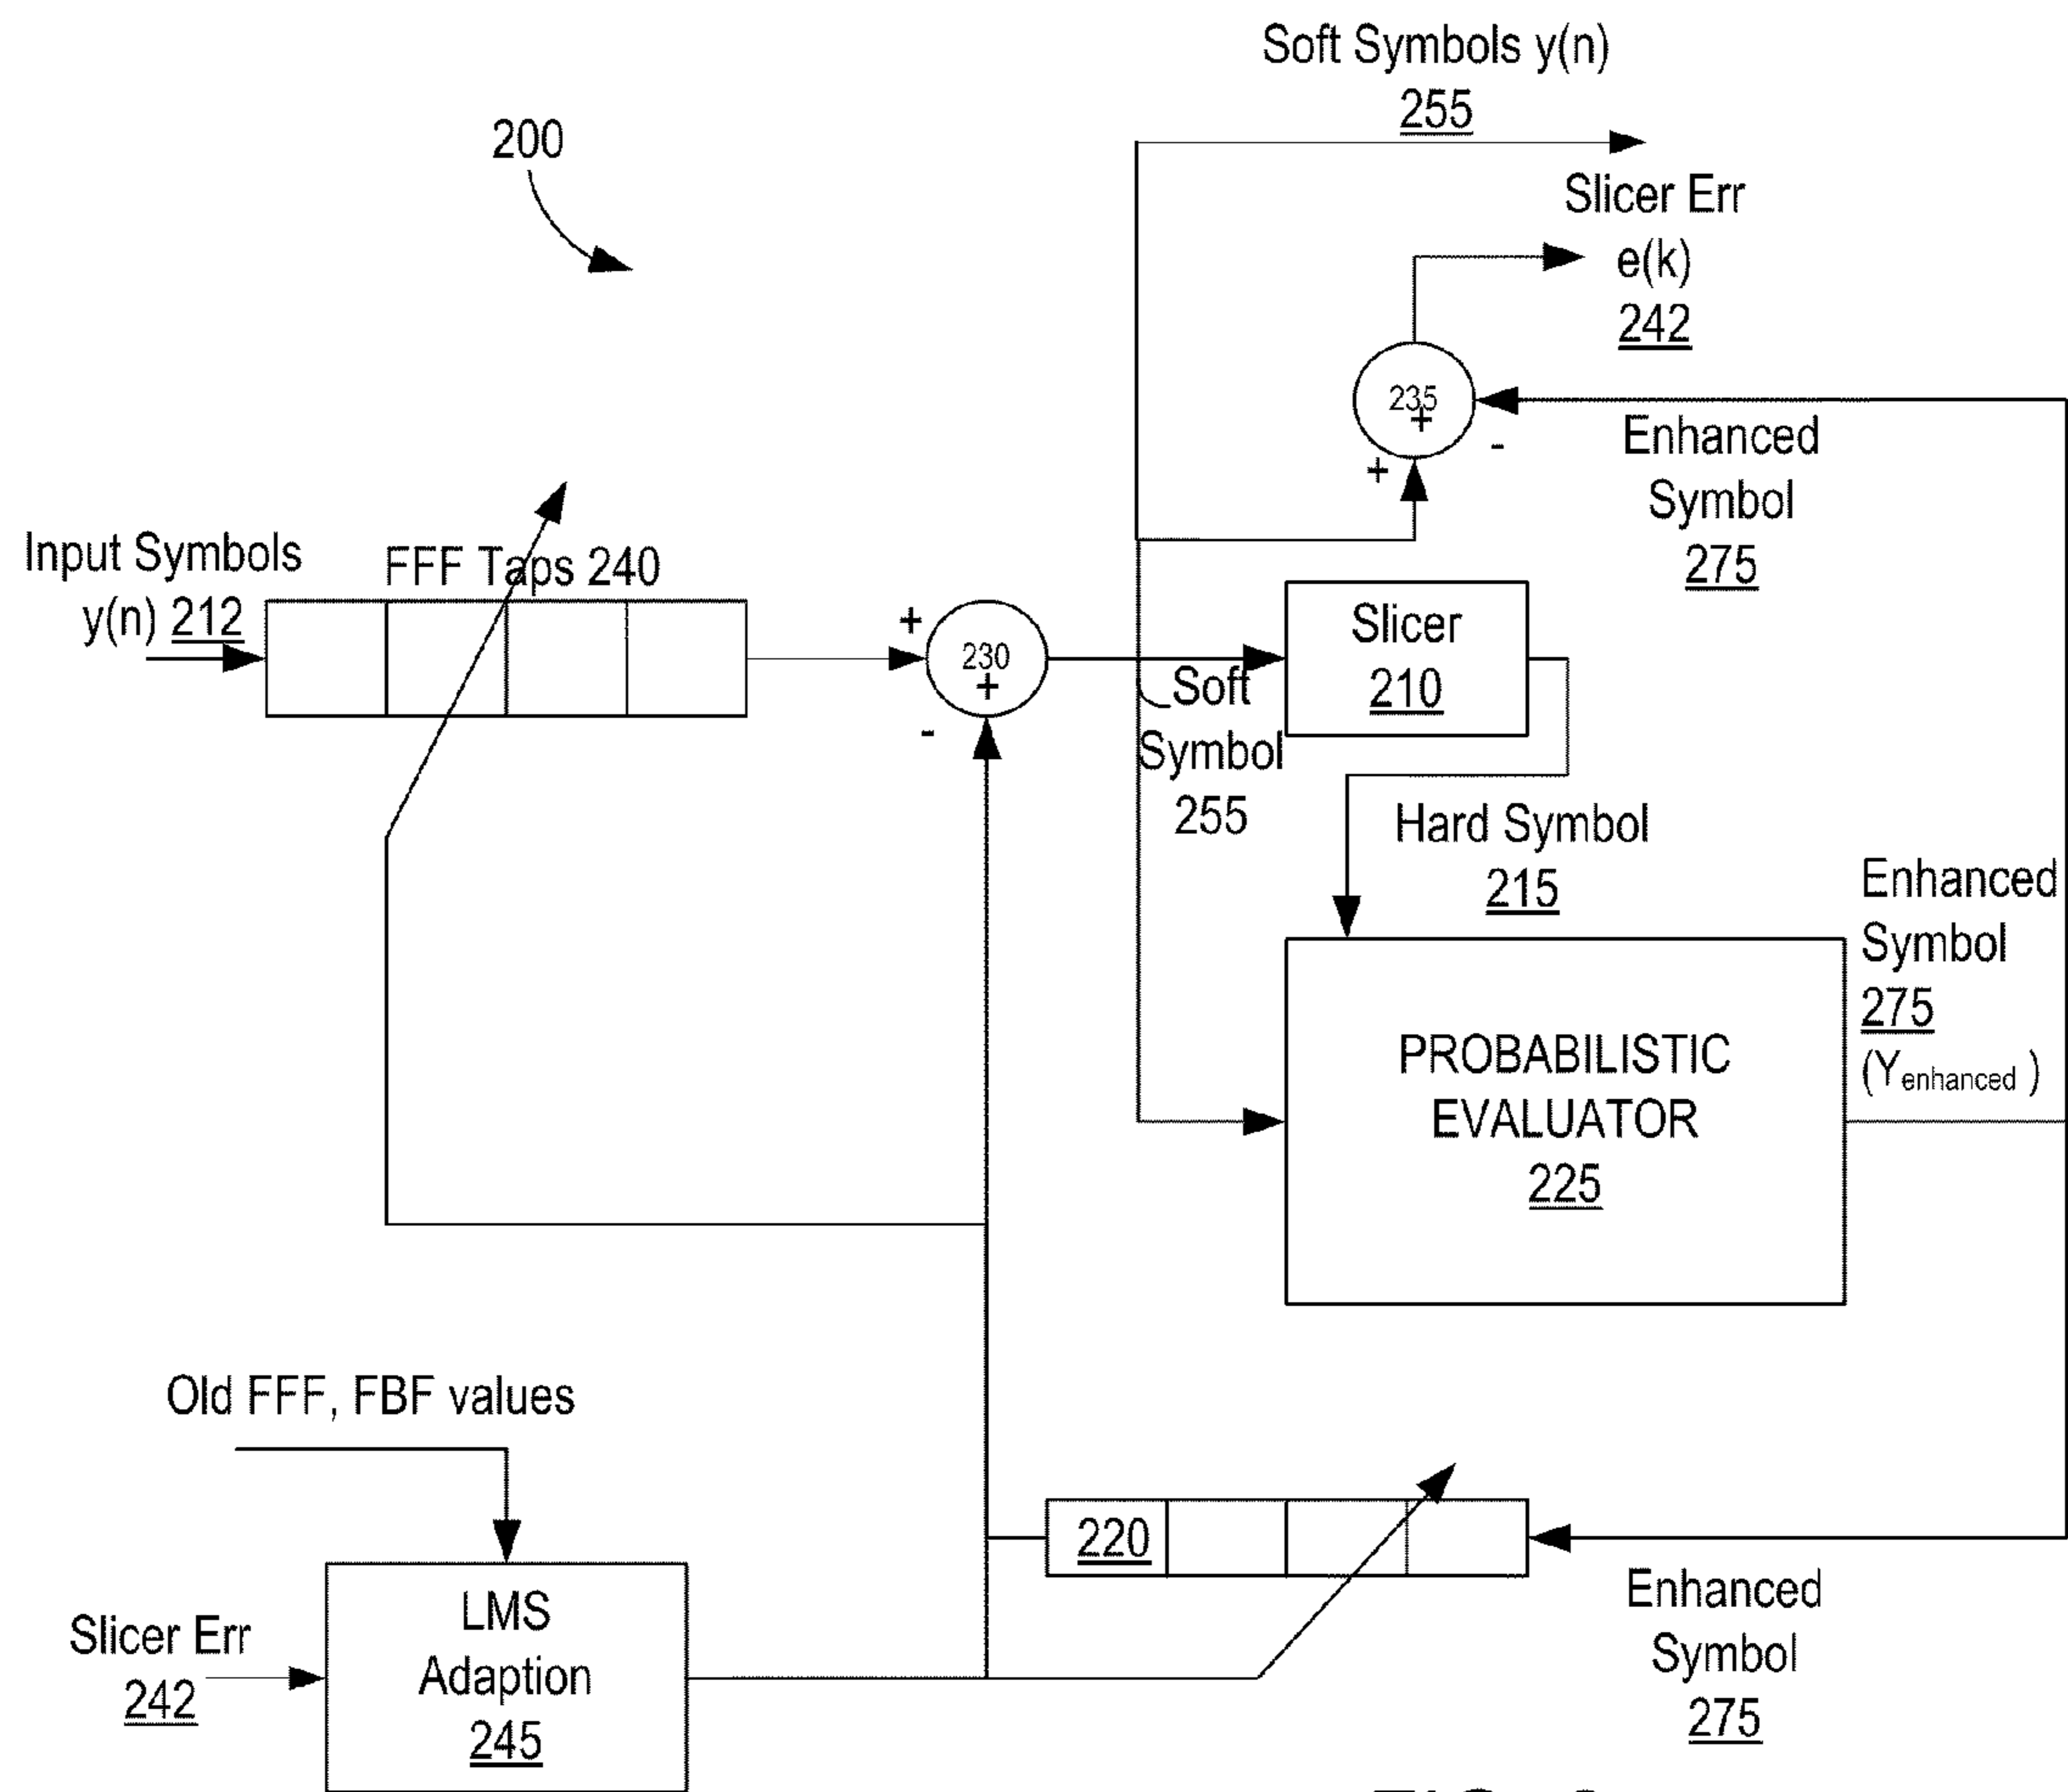 Soft Symbols y(n)
255
200
Slicer Err
e(k)
242
235
+
+
-
Enhanced
Symbol
275
Input Symbols
y(n) 212
FFF Taps 240
+
230
+
-
Slicer
210
Soft
Symbol
255
Hard Symbol
215
Enhanced
Symbol
275
(Yenhanced )
PROBABILISTIC
EVALUATOR
225
Old FFF, FBF values
220
Slicer Err
242
LMS
Adaption
245
Enhanced
Symbol
275